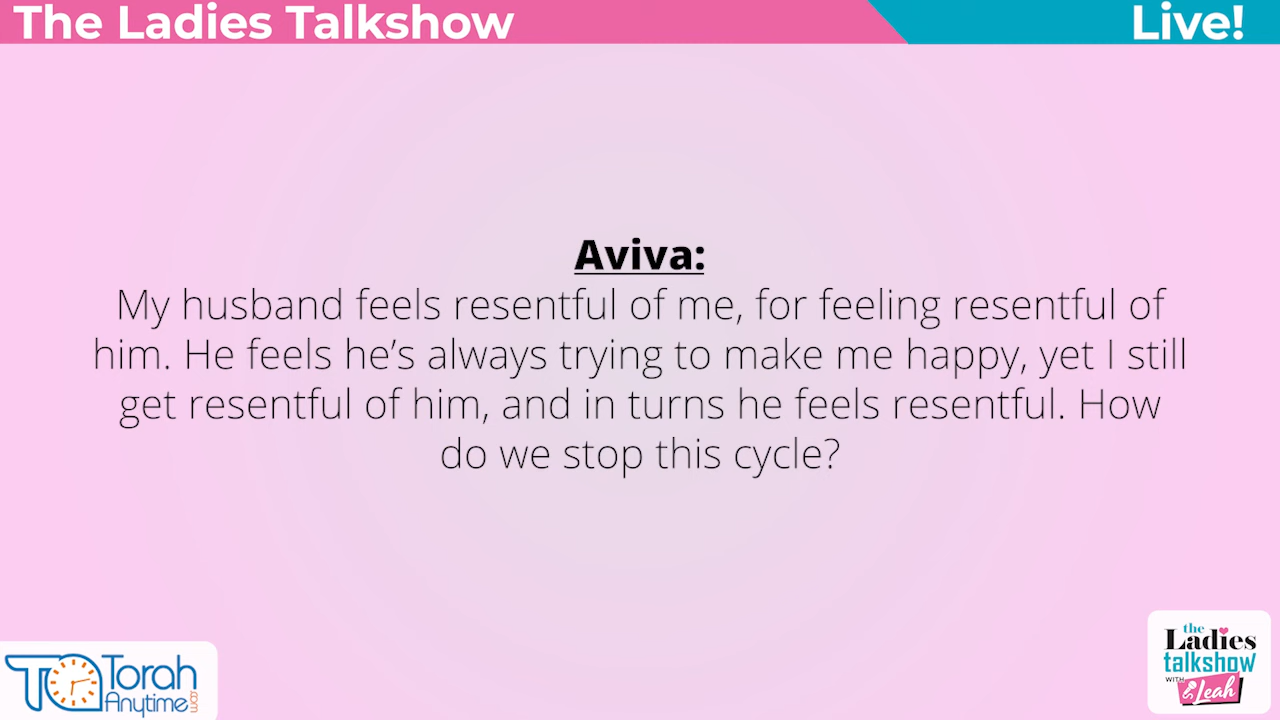 The Ladies Talkshow
Live!
Aviva:
My husband feels resentful of me, for feeling resentful of
him. He feels he’s always trying to make me happy, yet I still
get resentful of him, and in turns he feels resentful. How
do we stop this cycle?
TA Torah
Anytime
.com
the
Ladies
talkshow
WITH
Leah